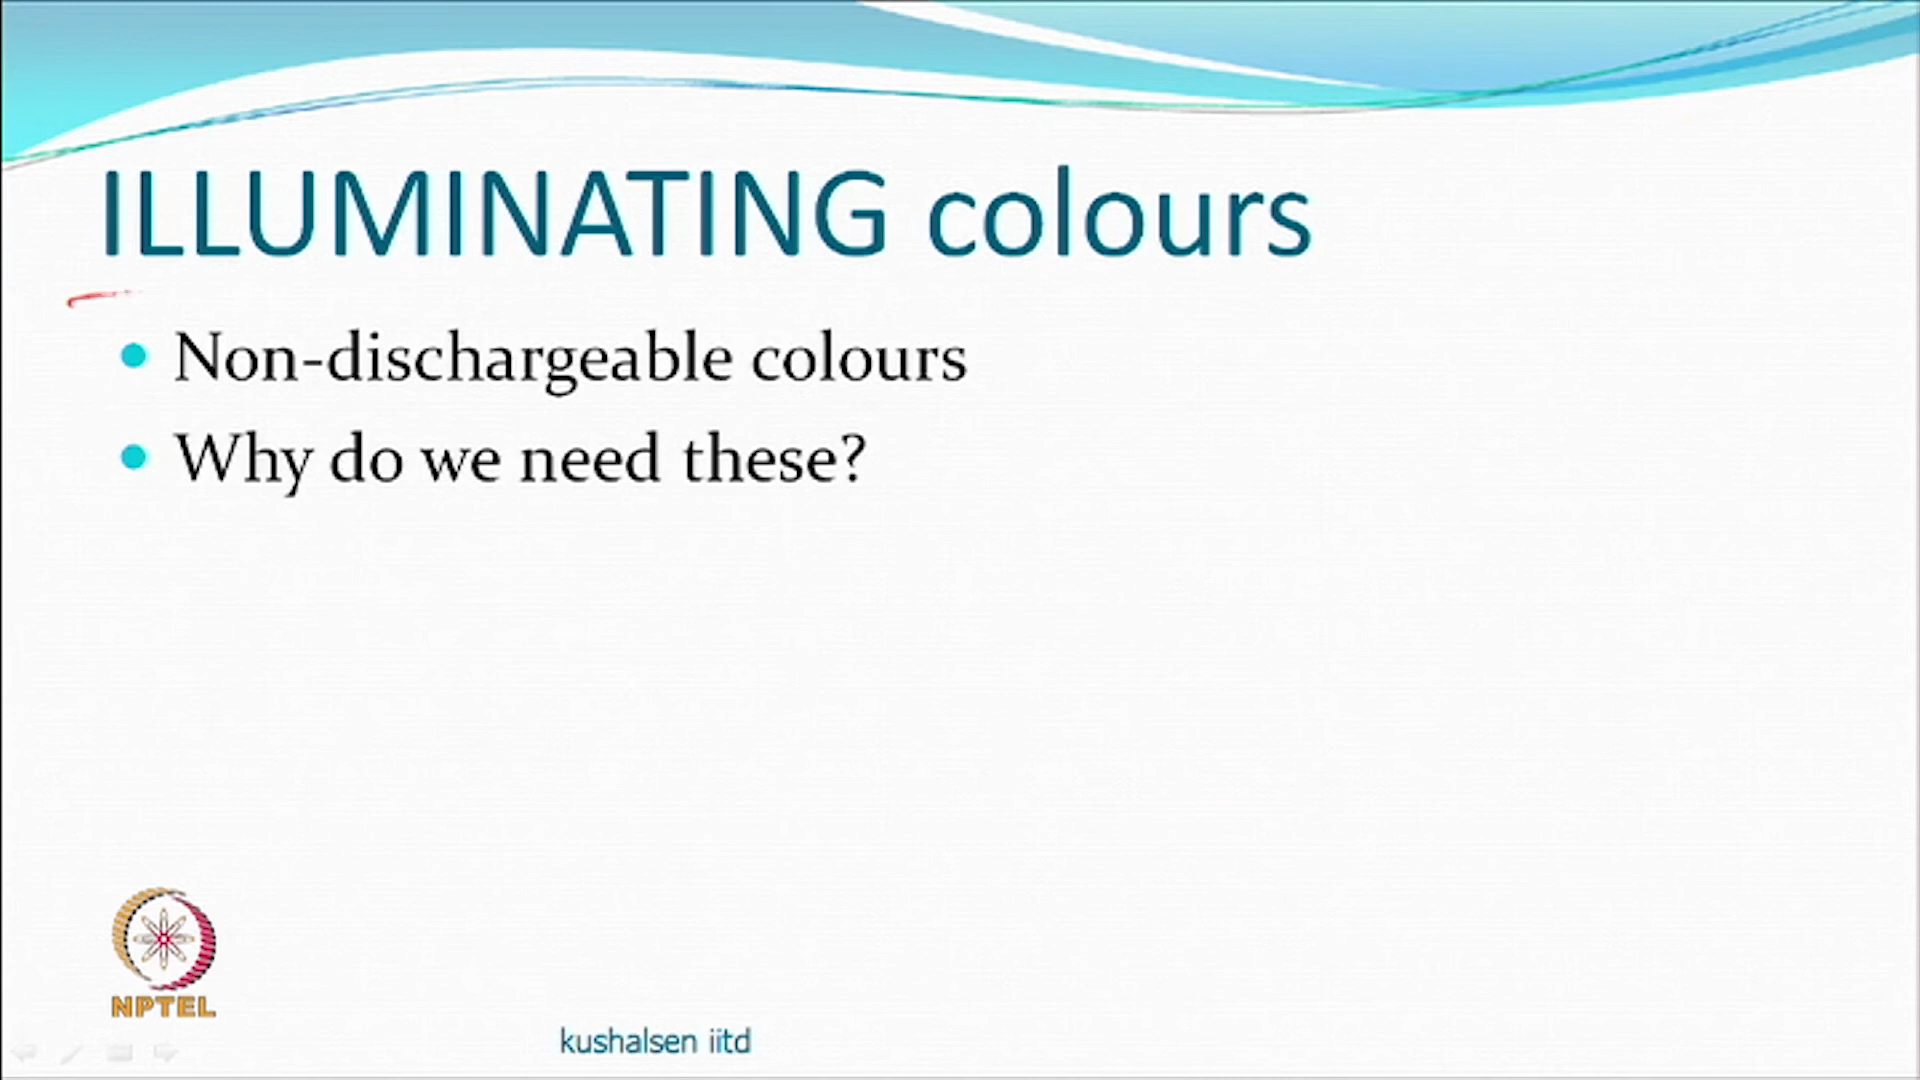 ILLUMINATING colours
Non-dischargeable colours
Why do we need these?
NPTEL
kushalsen iitd